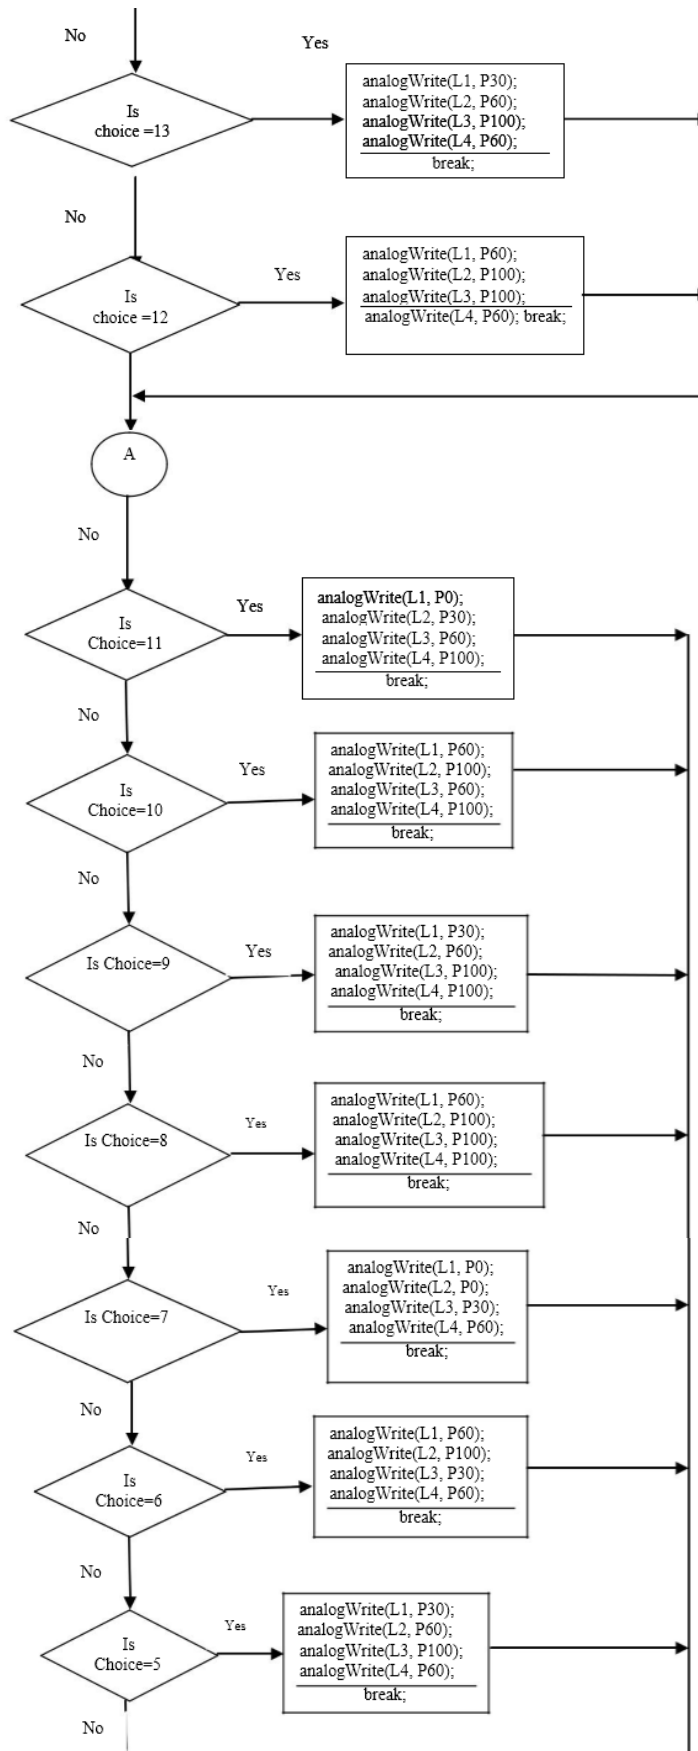 No
Yes
Is
choice =13
analogWrite(L1, P30);
analogWrite(L2, P60);
analogWrite(L3, P100);
analogWrite(L4, P60);
break;
No
Is
choice =12
Yes
analogWrite(L1, P60);
analogWrite(L2, P100);
analogWrite(L3, P100);
analogWrite(L4, P60); break;
A
No
Is
Choice=11
Yes
analogWrite(L1, P0);
analogWrite(L2, P30);
analogWrite(L3, P60);
analogWrite(L4, P100);
break;
No
Is
Choice=10
Yes
analogWrite(L1, P60);
analogWrite(L2, P100);
analogWrite(L3, P60);
analogWrite(L4, P100);
break;
No
Is Choice=9
Yes
analogWrite(L1, P30);
analogWrite(L2, P60);
analogWrite(L3, P100);
analogWrite(L4, P100);
break;
No
Is Choice=8
Yes
analogWrite(L1, P60);
analogWrite(L2, P100);
analogWrite(L3, P100);
analogWrite(L4, P100);
break;
No
Is Choice=7
Yes
analogWrite(L1, P0);
analogWrite(L2, P0);
analogWrite(L3, P30);
analogWrite(L4, P60);
break;
No
Is
Choice=6
Yes
analogWrite(L1, P60);
analogWrite(L2, P100);
analogWrite(L3, P30);
analogWrite(L4, P60);
break;
No
Is
Choice=5
Yes
analogWrite(L1, P30);
analogWrite(L2, P60);
analogWrite(L3, P100);
analogWrite(L4, P60);
break;
No